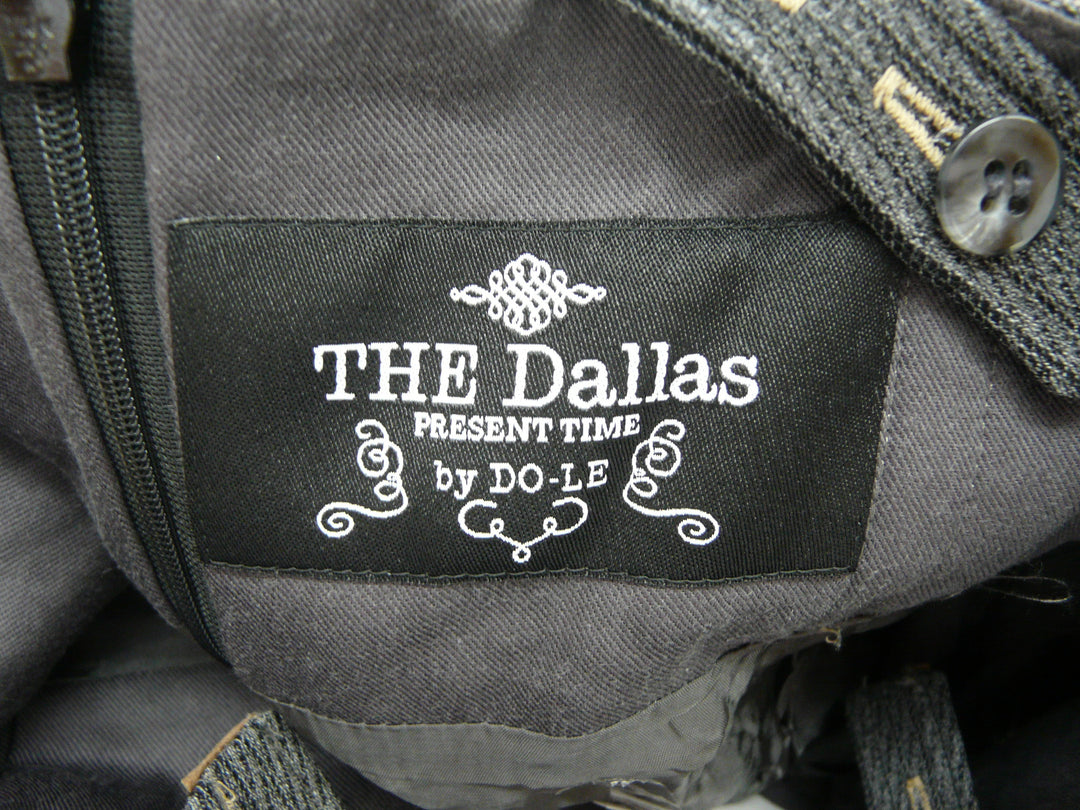 THE Dallas
PRESENT TIME
by DO-LE